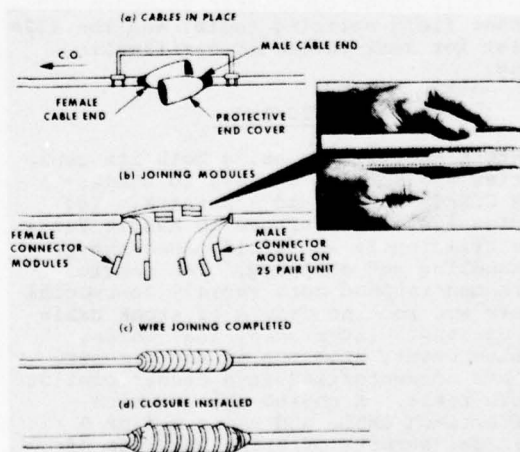 (a) CABLES IN PLACE
C.O.
MALE CABLE END
FEMALE
CABLE END
PROTECTIVE
END COVER
(b) JOINING MODULES
FEMALE
CONNECTOR
MODULES
MALE
CONNECTOR
MODULE ON
25 PAIR UNIT
(c) WIRE JOINING COMPLETED
(d) CLOSURE INSTALLED